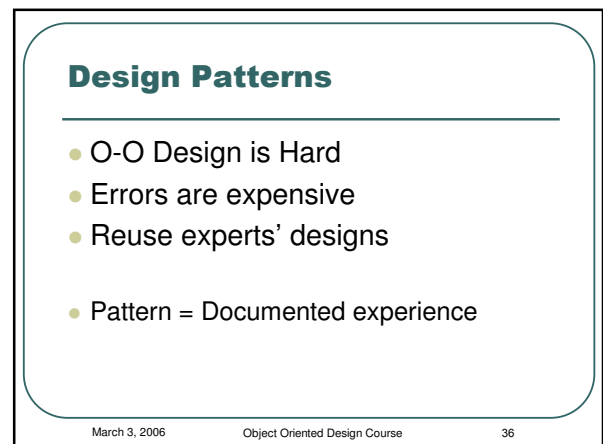 Design Patterns
O-O Design is Hard
Errors are expensive
Reuse experts' designs
Pattern = Documented experience
March 3, 2006 Object Oriented Design Course 36